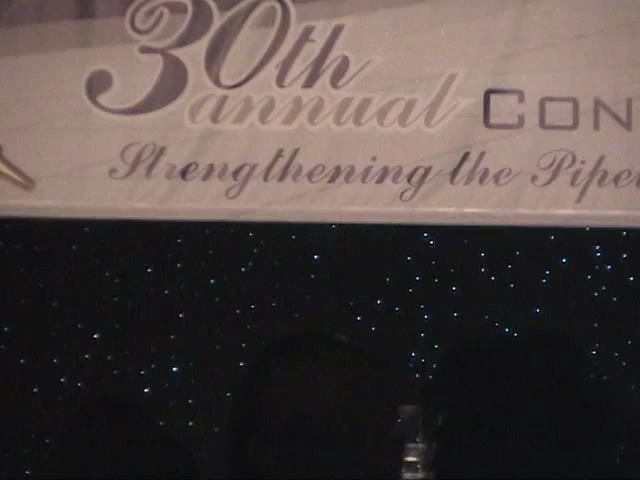 30th
annual CON
Strengthening the Pipe